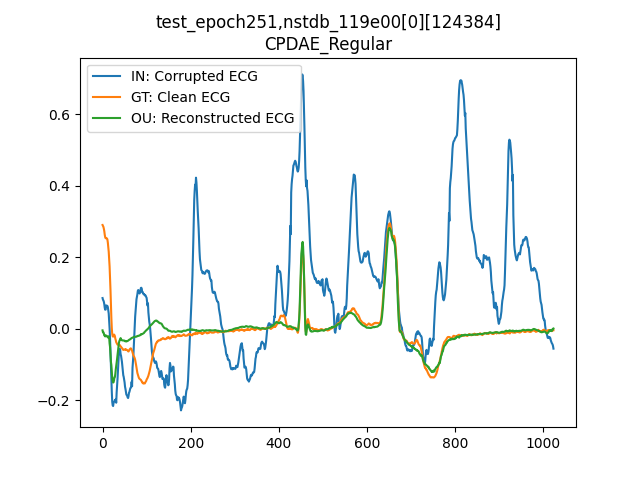 test_epoch251,nstdb_119e00[0][124384]
CPDAE_Regular
IN: Corrupted ECG
GT: Clean ECG
OU: Reconstructed ECG
0.6
0.4
0.2
0.0
−0.2
0 200 400 600 800 1000